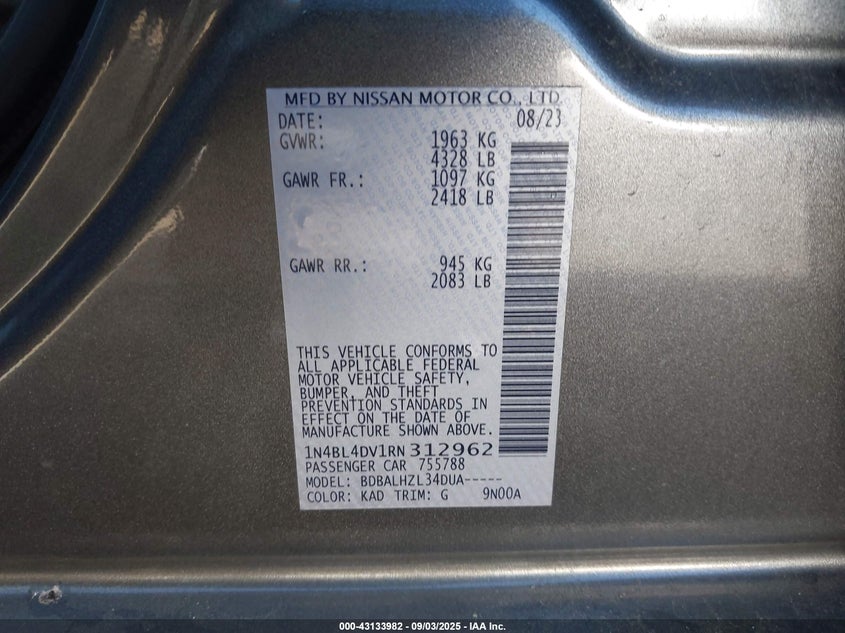 MFD BY NISSAN MOTOR CO., LTD.
DATE: 08/23
GVWR: 1963 KG
4328 LB
GAWR FR.: 1097 KG
2418 LB
GAWR RR.: 945 KG
2083 LB
THIS VEHICLE CONFORMS TO
ALL APPLICABLE FEDERAL
MOTOR VEHICLE SAFETY,
BUMPER, AND THEFT
PREVENTION STANDARDS IN
EFFECT ON THE DATE OF
MANUFACTURE SHOWN ABOVE.
1N4BL4DV1RN312962
PASSENGER CAR 755788
MODEL: BDBALHZL34DUA-----
COLOR: KAD TRIM: G 9N00A
000-43133982 - 09/03/2025 - IAA Inc.